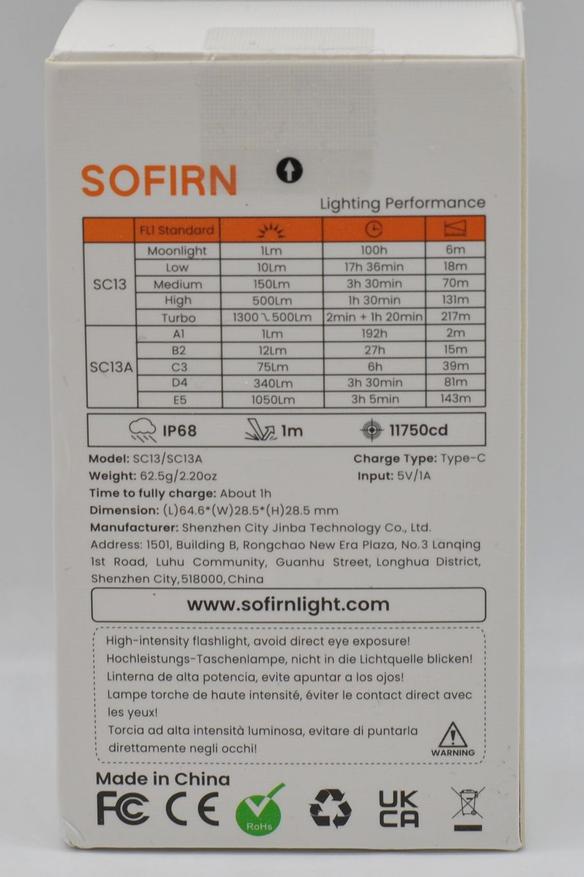 SOFIRN
Lighting Performance
FL1 Standard
SC13
Moonlight 1Lm 100h 6m
Low 10Lm 17h 36min 18m
Medium 150Lm 3h 30min 70m
High 500Lm 1h 30min 131m
Turbo 1300~500Lm 2min + 1h 20min 217m
SC13A
A1 1Lm 192h 2m
B2 12Lm 27h 15m
C3 75Lm 6h 39m
D4 340Lm 3h 30min 81m
E5 1050Lm 3h 5min 143m
IP68 1m 11750cd
Model: SC13/SC13A Charge Type: Type-C
Weight: 62.5g/2.20oz Input: 5V/1A
Time to fully charge: About 1h
Dimension: (L)64.6*(W)28.5*(H)28.5 mm
Manufacturer: Shenzhen City Jinba Technology Co., Ltd.
Address: 1501, Building B, Rongchao New Era Plaza, No.3 Lanqing
1st Road, Luhu Community, Guanhu Street, Longhua District,
Shenzhen City,518000,China
www.sofirnlight.com
High-intensity flashlight, avoid direct eye exposure!
Hochleistungs-Taschenlampe, nicht in die Lichtquelle blicken!
Linterna de alta potencia, evite apuntar a los ojos!
Lampe torche de haute intensité, éviter le contact direct avec
les yeux!
Torcia ad alta intensità luminosa, evitare di puntarla
direttamente negli occhi!
WARNING
Made in China
FC CE RoHs UK
CA